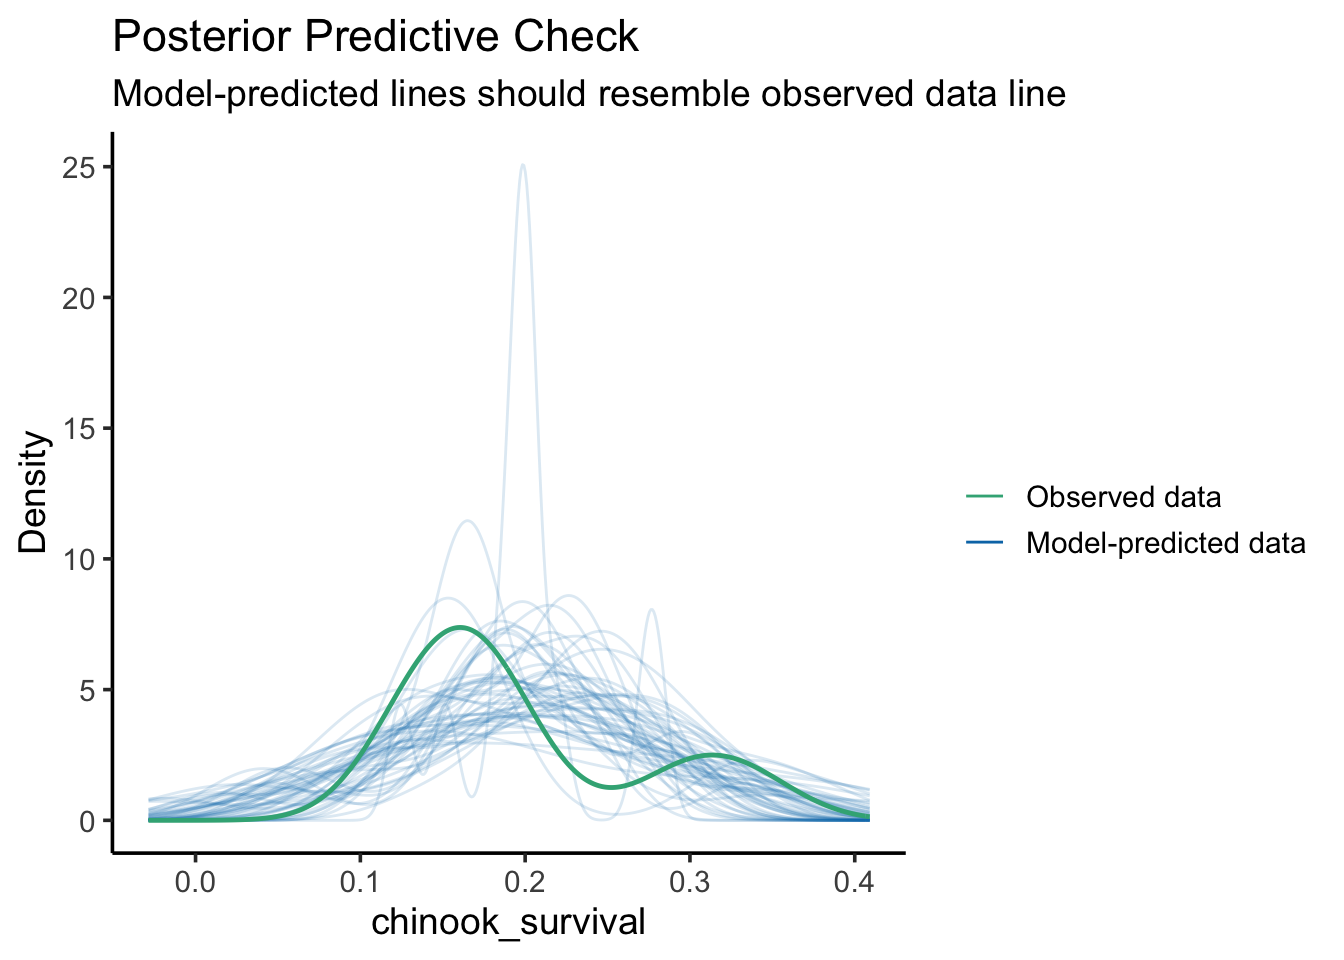 Posterior Predictive Check
Model-predicted lines should resemble observed data line
25
20
15
10
5
0
Density
0.0 0.1 0.2 0.3 0.4
chinook_survival
Observed data
Model-predicted data